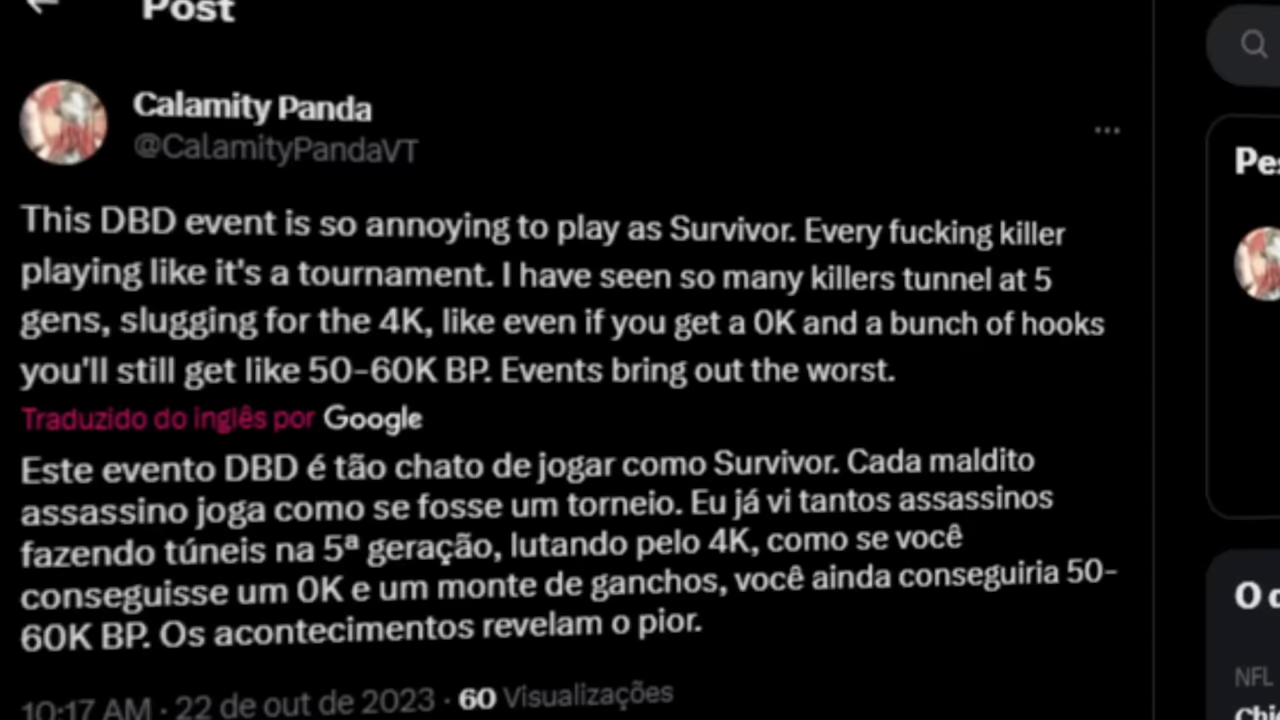 Post
Calamity Panda
@CalamityPandaVT
This DBD event is so annoying to play as Survivor. Every fucking killer
playing like it's a tournament. I have seen so many killers tunnel at 5
gens, slugging for the 4K, like even if you get a 0K and a bunch of hooks
you'll still get like 50-60K BP. Events bring out the worst.
Traduzido do inglês por Google
Este evento DBD é tão chato de jogar como Survivor. Cada maldito
assassino joga como se fosse um torneio. Eu já vi tantos assassinos
fazendo túneis na 5ª geração, lutando pelo 4K, como se você
conseguisse um 0K e um monte de ganchos, você ainda conseguiria 50-
60K BP. Os acontecimentos revelam o pior.
10:17 AM · 22 de out de 2023 · 60 Visualizações
NFL